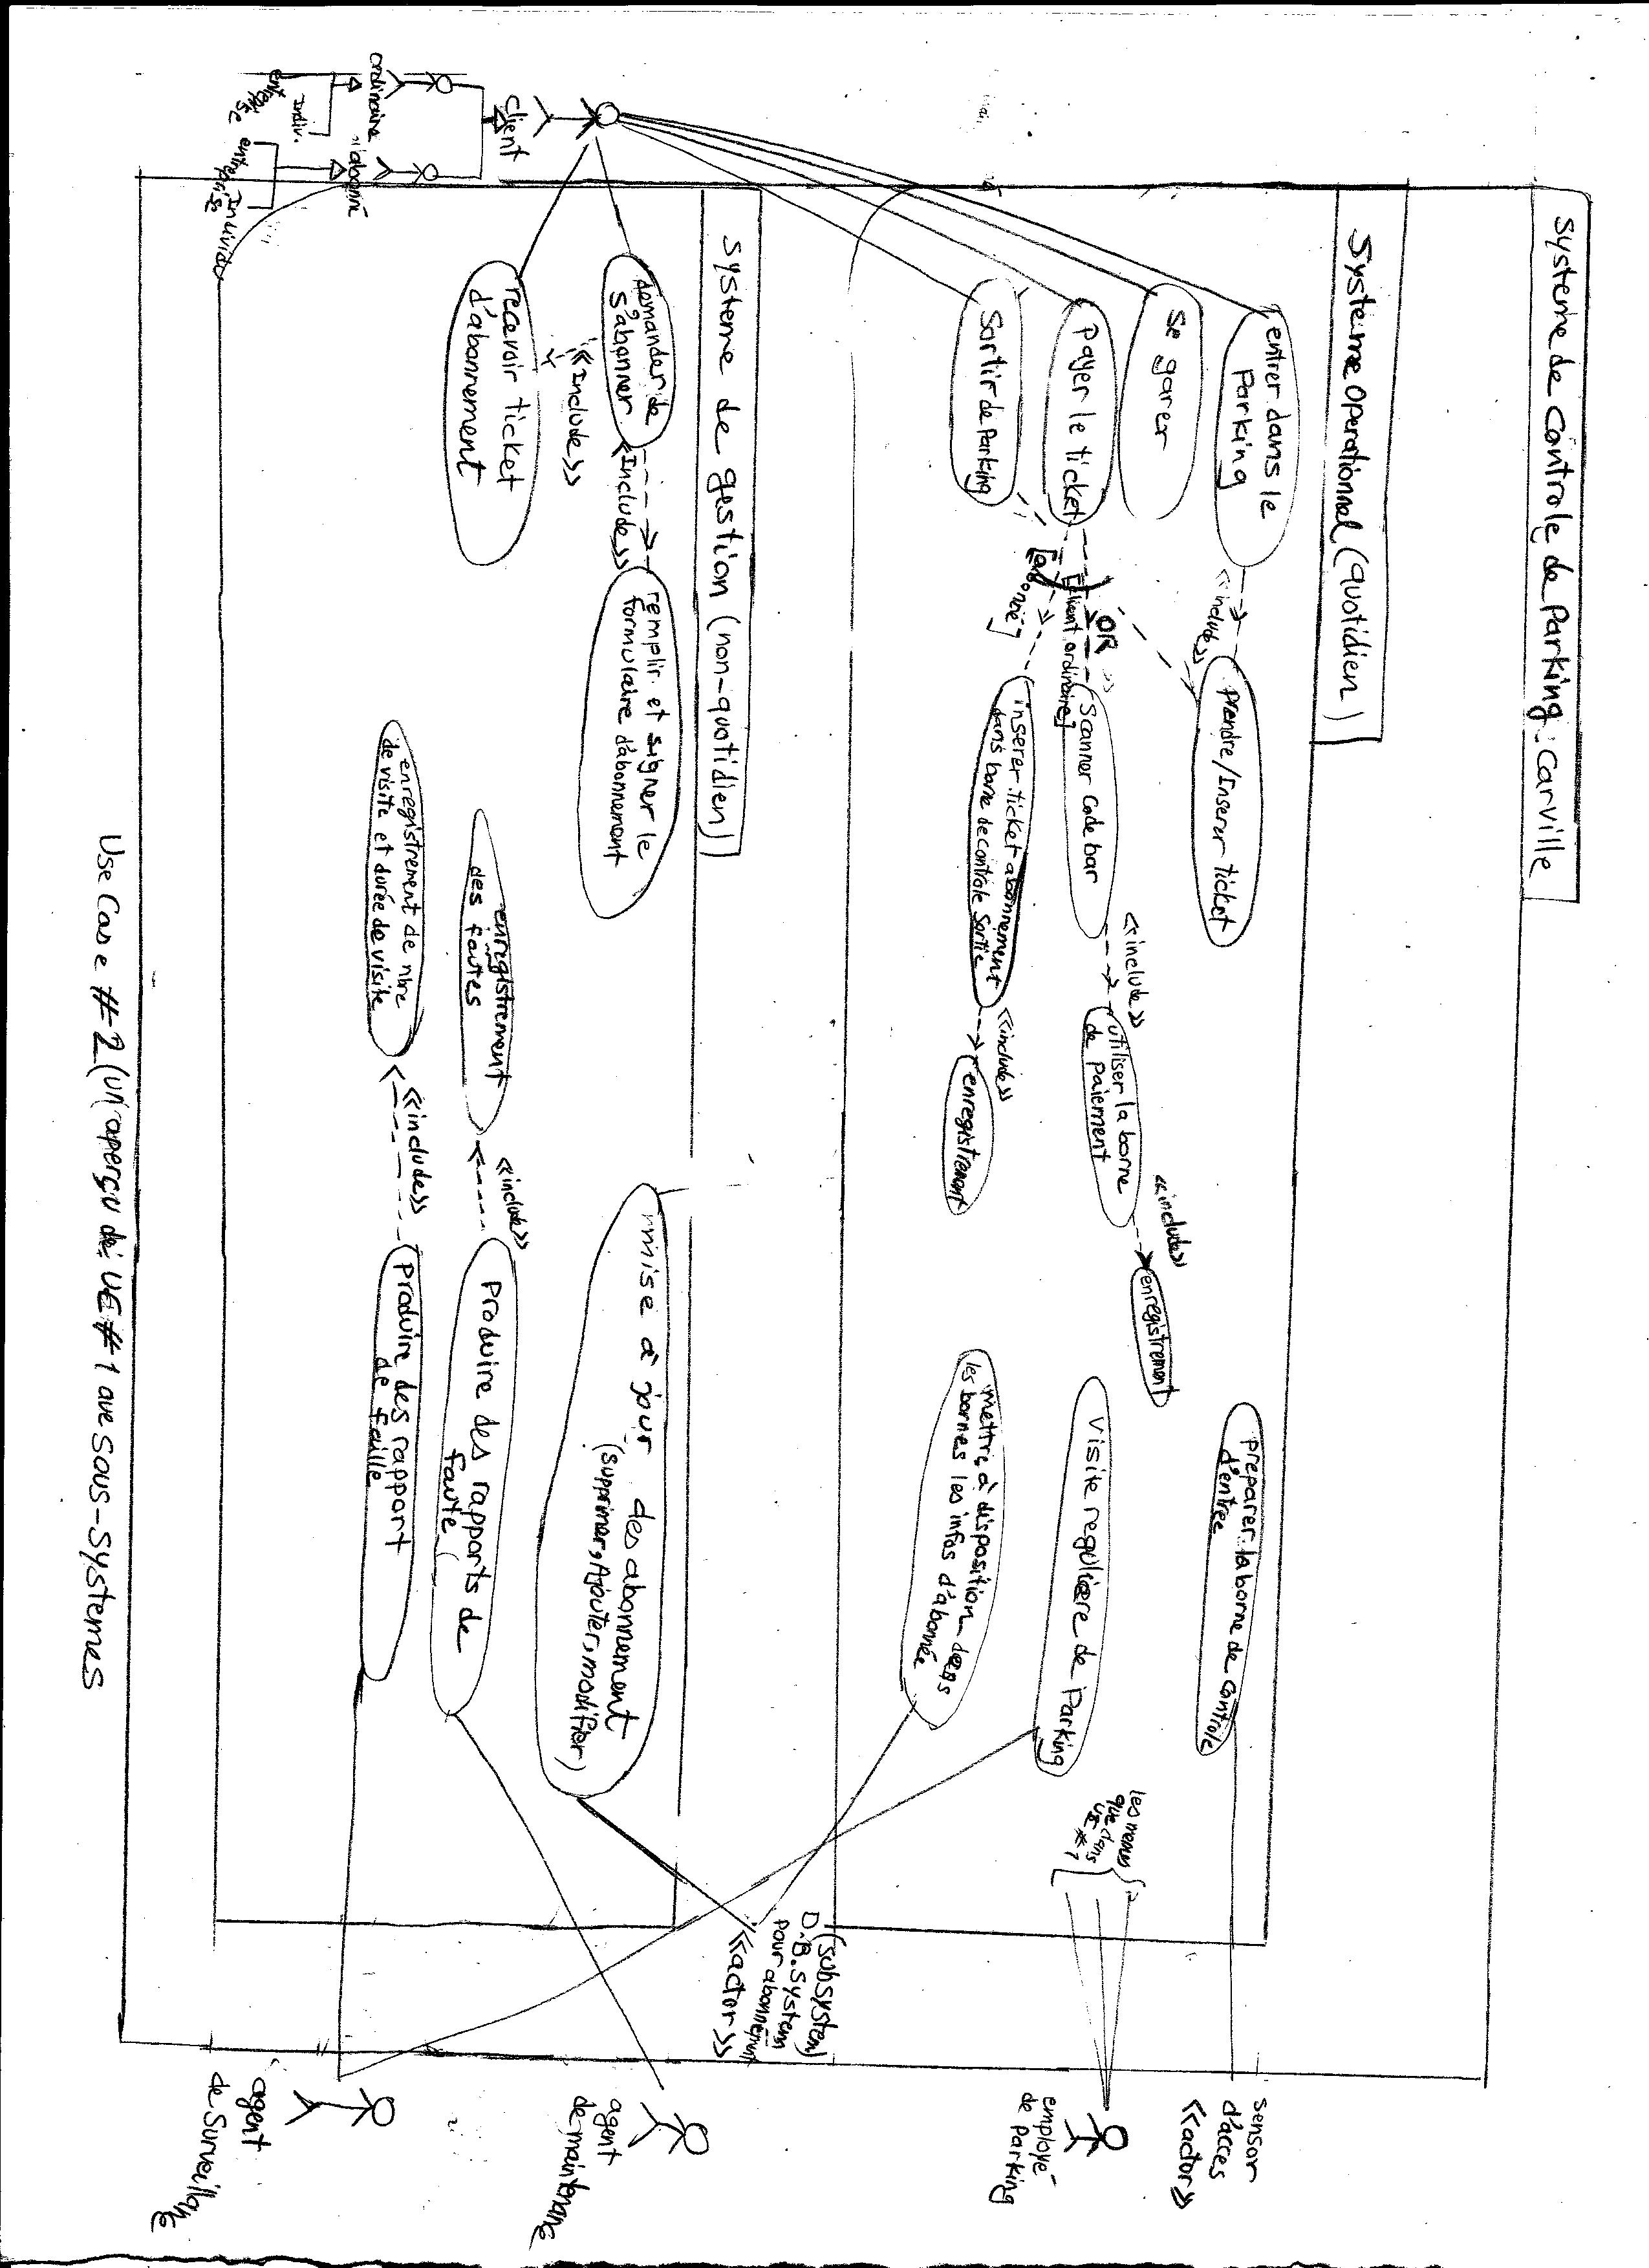 Systeme de Controle de Parking: Carville
Systeme Operationnel (quotidien)
entrer dans le
Parking
<<include>>
prendre/Inserer ticket
se garer
payer le ticket
Sortir de Parking
OR
[client ordinaire]
[abonné]
Scanner Code bar
<<include>>
utiliser la borne
de paiement
<<include>>
enregistrement
inserer ticket abonnement
dans borne de controle Sortie
<<include>>
enregistrement
preparer la borne de Controle
d'entree
visite reguliere de Parking
mettre à disposition dans
les bornes les infos d'abonnée
sensor
d'acces
<<actor>>
les memes
que dans
UE #1
employé
de parking
(subsystem)
D.B.System
pour abonnement
<<actor>>
Systeme de gestion (non-quotidien)
demander de
s'abonner
<Include>>
remplir et signer le
formulaire d'abonnement
<<Include>>
recevoir ticket
d'abonnement
mise à jour des abonnement
(supprimer, Ajouter, modifier)
enregistrement
des fautes
<<include>>
Produire des rapports de
faute (
enregistrement de nbre
de visite et durée de visite
<<include>>
produire des rapport
de faille
agent
de maintenance
agent
de Surveillance
client
ordinaire
abonné
Indiv.
entreprise
entreprise
Individu
Use Case #2 (un aperçu de UE #1 ave sous-systemes